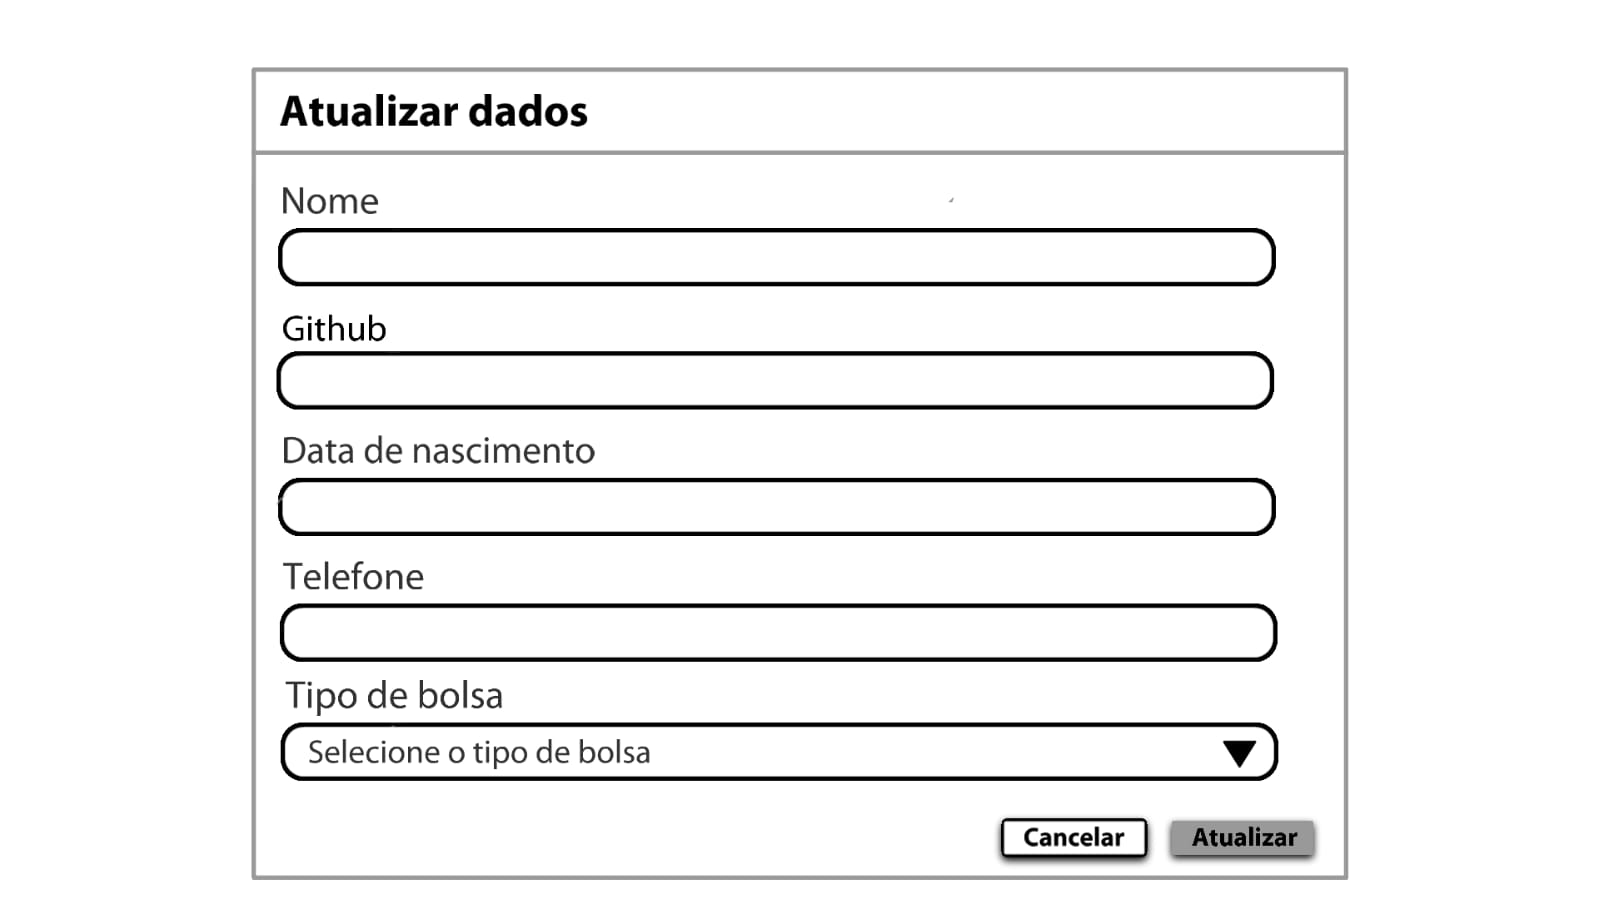 Atualizar dados
Nome
Github
Data de nascimento
Telefone
Tipo de bolsa
Selecione o tipo de bolsa
Cancelar
Atualizar